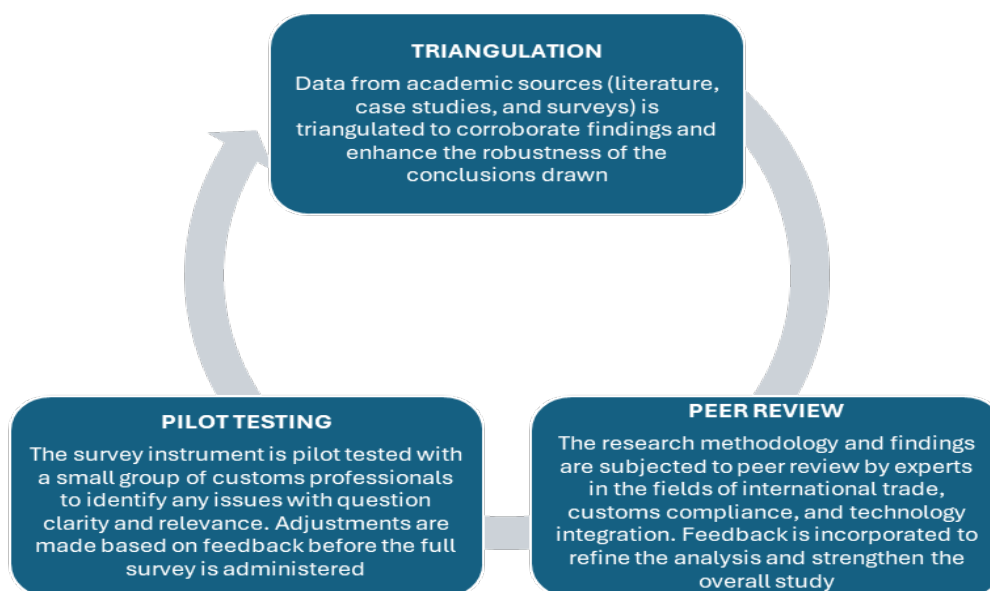 TRIANGULATION
Data from academic sources (literature,
case studies, and surveys) is
triangulated to corroborate findings and
enhance the robustness of the
conclusions drawn
PILOT TESTING
The survey instrument is pilot tested with
a small group of customs professionals
to identify any issues with question
clarity and relevance. Adjustments are
made based on feedback before the full
survey is administered
PEER REVIEW
The research methodology and findings
are subjected to peer review by experts
in the fields of international trade,
customs compliance, and technology
integration. Feedback is incorporated to
refine the analysis and strengthen the
overall study